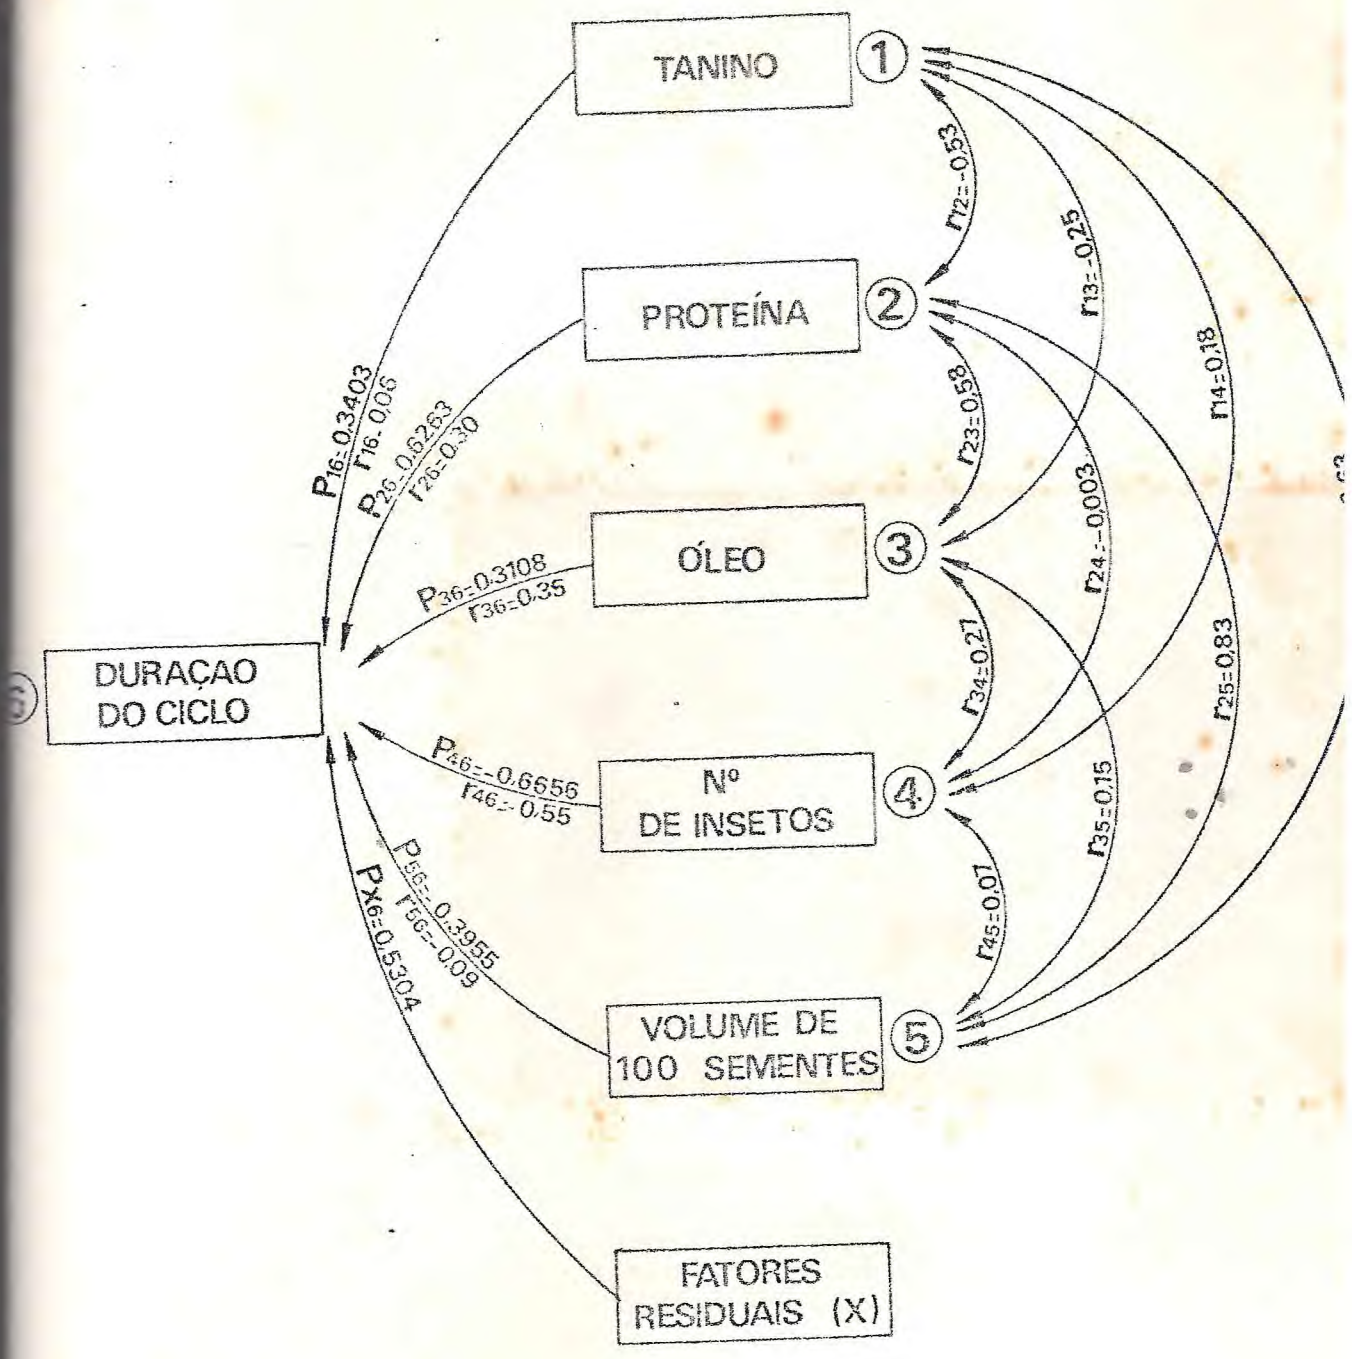 TANINO
1
r12=-0,53
r13=-0,25
PROTEÍNA
2
r14=0,18
P16=0,3403
r16-0,06
P26=0,6263
r26=0,30
r23=0,58
r24=-0,003
ÓLEO
3
P36=0,3108
r36=0,35
r34=0,27
r25=0,83
DURAÇAO
DO CICLO
Nº
DE INSETOS
4
P46=-0,6656
r46=-0,55
r35=0,15
P56=-0,3955
r56=-0,09
PX6=0,5304
r45=0,07
VOLUME DE
100 SEMENTES
5
FATORES
RESIDUAIS (X)